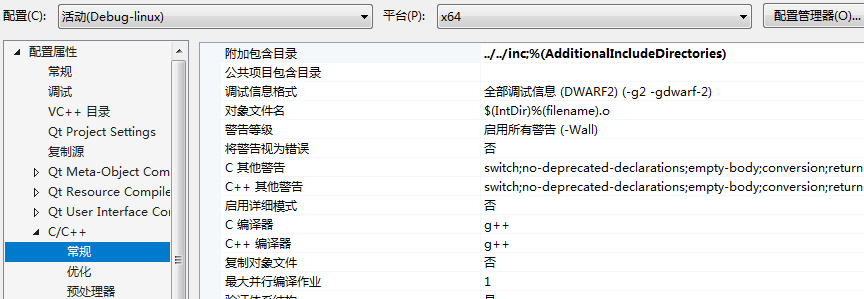 配置(C): 活动(Debug-linux) 平台(P): x64 配置管理器(O)...
配置属性
常规
调试
VC++ 目录
Qt Project Settings
复制源
Qt Meta-Object Com
Qt Resource Compile
Qt User Interface Con
C/C++
常规
优化
预处理器
附加包含目录 ../../inc;%(AdditionalIncludeDirectories)
公共项目包含目录
调试信息格式 全部调试信息 (DWARF2) (-g2 -gdwarf-2)
对象文件名 $(IntDir)%(filename).o
警告等级 启用所有警告 (-Wall)
将警告视为错误 否
C 其他警告 switch;no-deprecated-declarations;empty-body;conversion;return
C++ 其他警告 switch;no-deprecated-declarations;empty-body;conversion;return
启用详细模式 否
C 编译器 g++
C++ 编译器 g++
复制对象文件 否
最大并行编译作业 1
验证体系结构 是